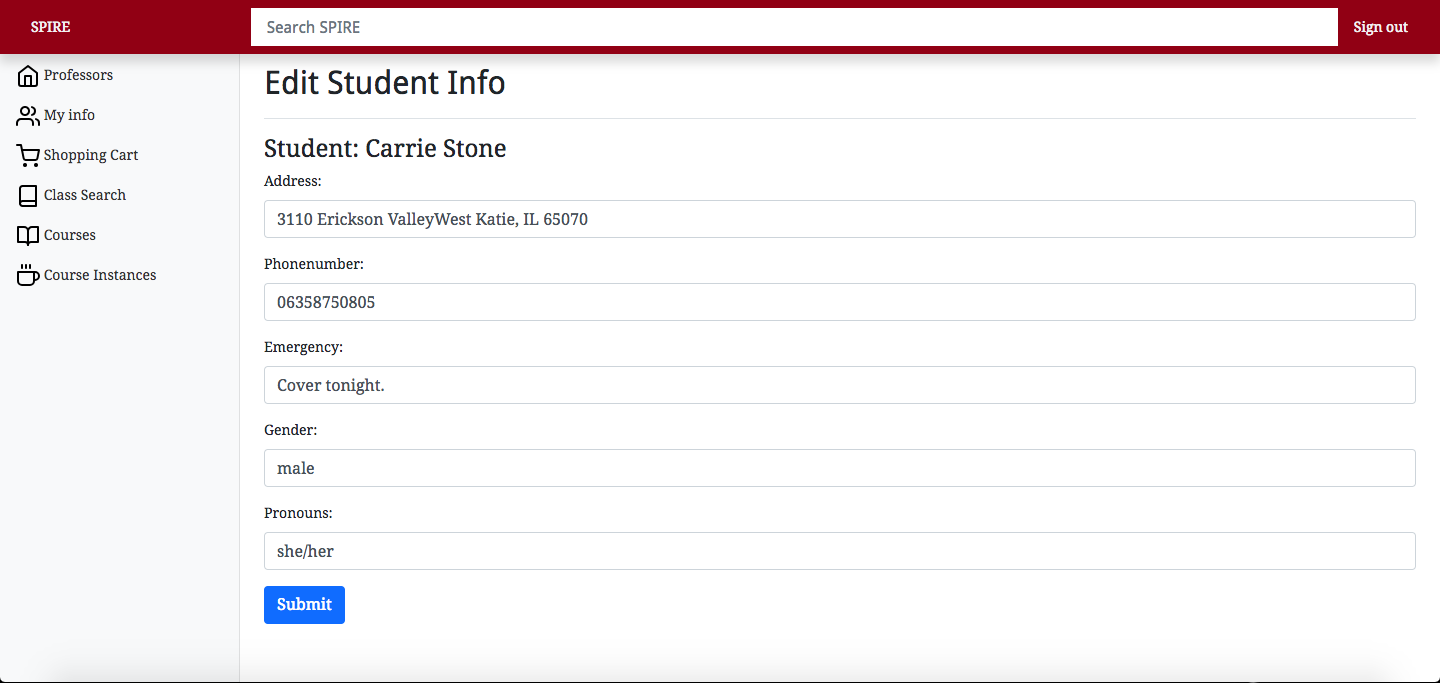 SPIRE
Search SPIRE
Sign out
Professors
My info
Shopping Cart
Class Search
Courses
Course Instances
Edit Student Info
Student: Carrie Stone
Address:
3110 Erickson ValleyWest Katie, IL 65070
Phonenumber:
06358750805
Emergency:
Cover tonight.
Gender:
male
Pronouns:
she/her
Submit